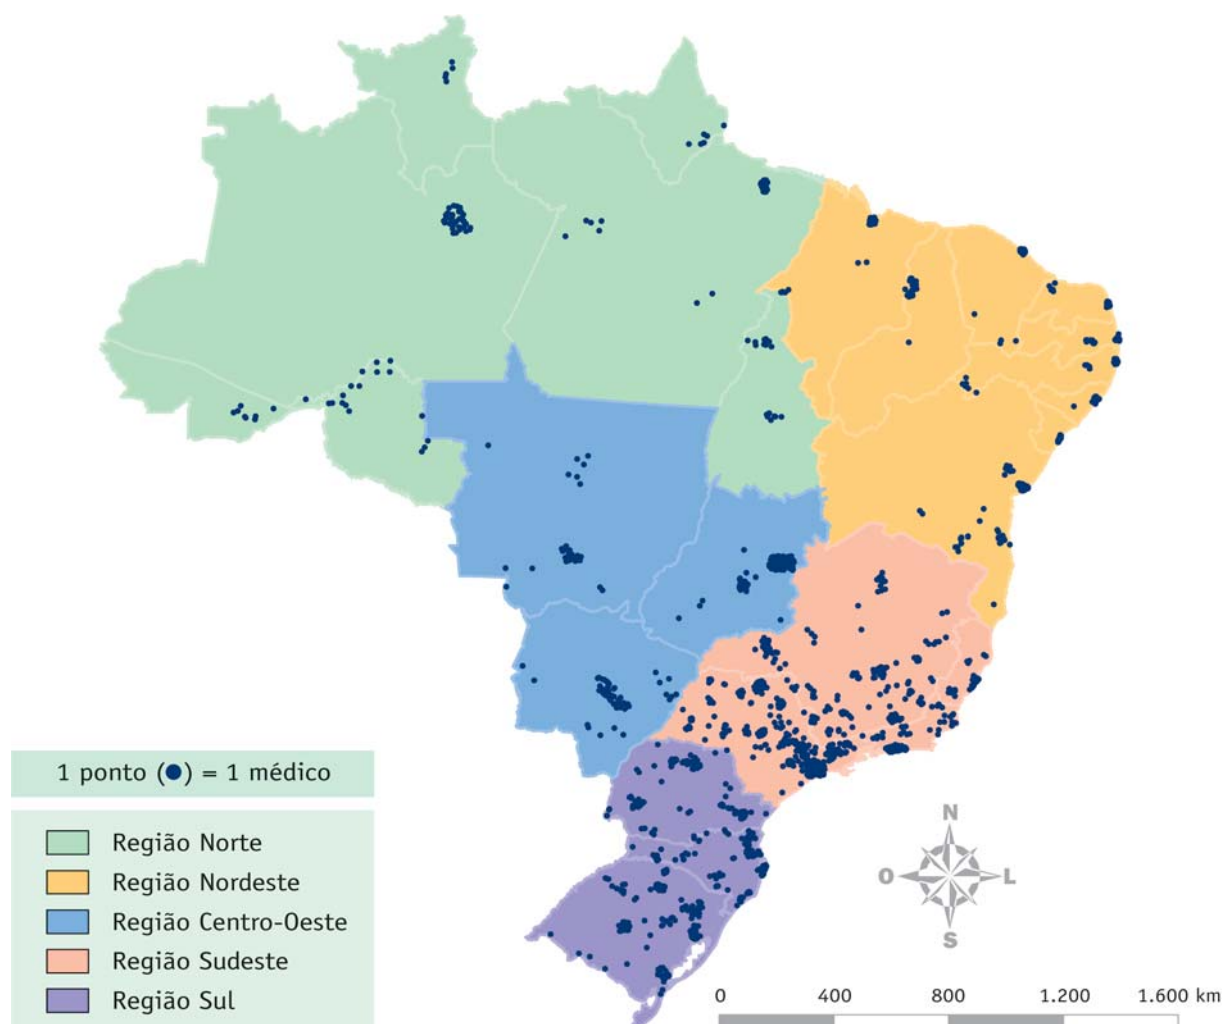 1 ponto (●) = 1 médico
Região Norte
Região Nordeste
Região Centro-Oeste
Região Sudeste
Região Sul
N
O
L
S
0 400 800 1.200 1.600 km